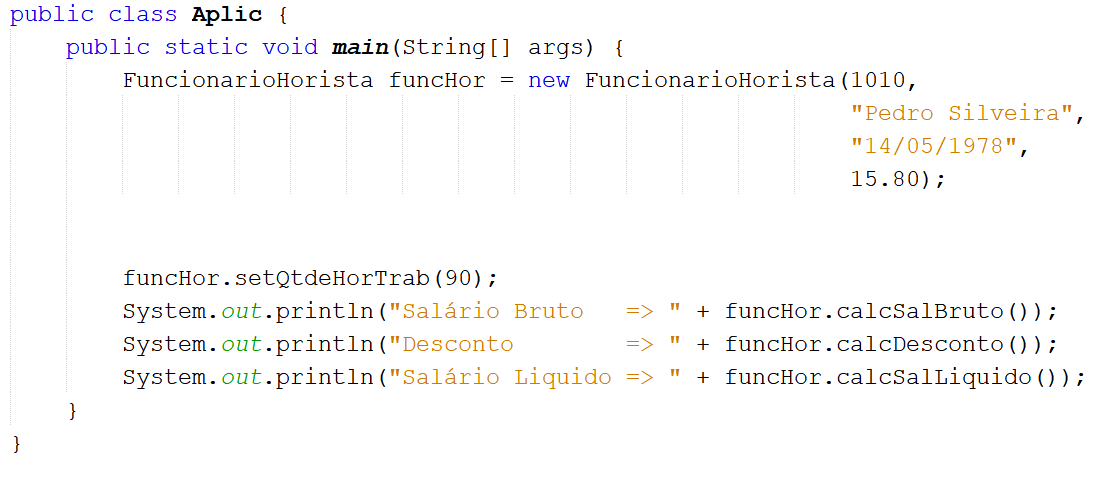 public class Aplic {
    public static void main(String[] args) {
        FuncionarioHorista funcHor = new FuncionarioHorista(1010,
                                                            "Pedro Silveira",
                                                            "14/05/1978",
                                                            15.80);
        funcHor.setQtdeHorTrab(90);
        System.out.println("Salário Bruto   => " + funcHor.calcSalBruto());
        System.out.println("Desconto        => " + funcHor.calcDesconto());
        System.out.println("Salário Liquido => " + funcHor.calcSalLiquido());
    }
}